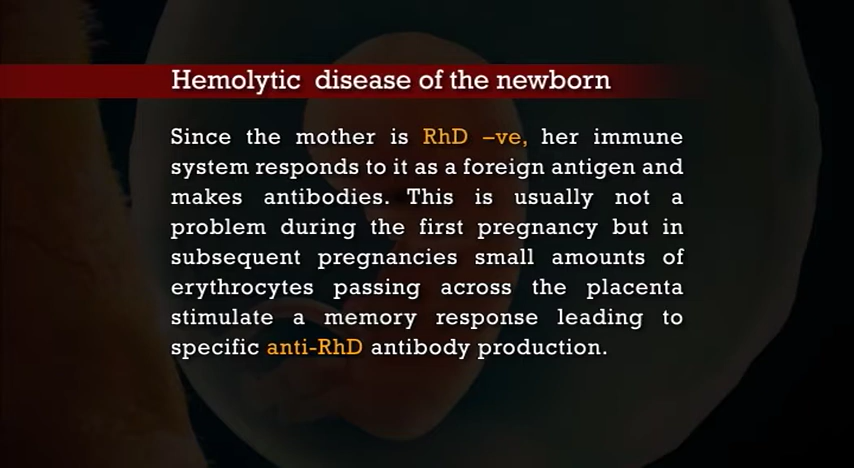 Hemolytic disease of the newborn
Since the mother is RhD –ve, her immune
system responds to it as a foreign antigen and
makes antibodies. This is usually not a
problem during the first pregnancy but in
subsequent pregnancies small amounts of
erythrocytes passing across the placenta
stimulate a memory response leading to
specific anti-RhD antibody production.